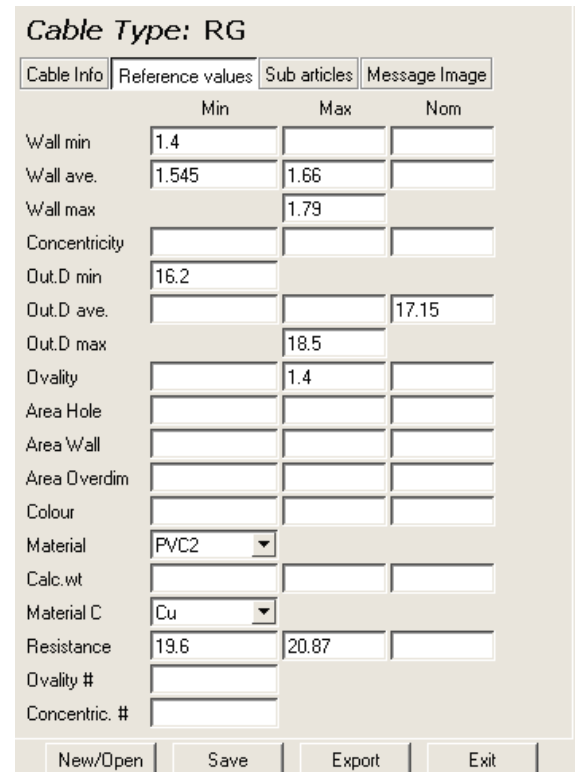 Cable Type: RG
Cable Info Reference values Sub articles Message Image
Min Max Nom
Wall min 1.4
Wall ave. 1.545 1.66
Wall max 1.79
Concentricity
Out.D min 16.2
Out.D ave. 17.15
Out.D max 18.5
Ovality 1.4
Area Hole
Area Wall
Area Overdim
Colour
Material PVC2
Calc.wt
Material C Cu
Resistance 19.6 20.87
Ovality #
Concentric. #
New/Open Save Export Exit